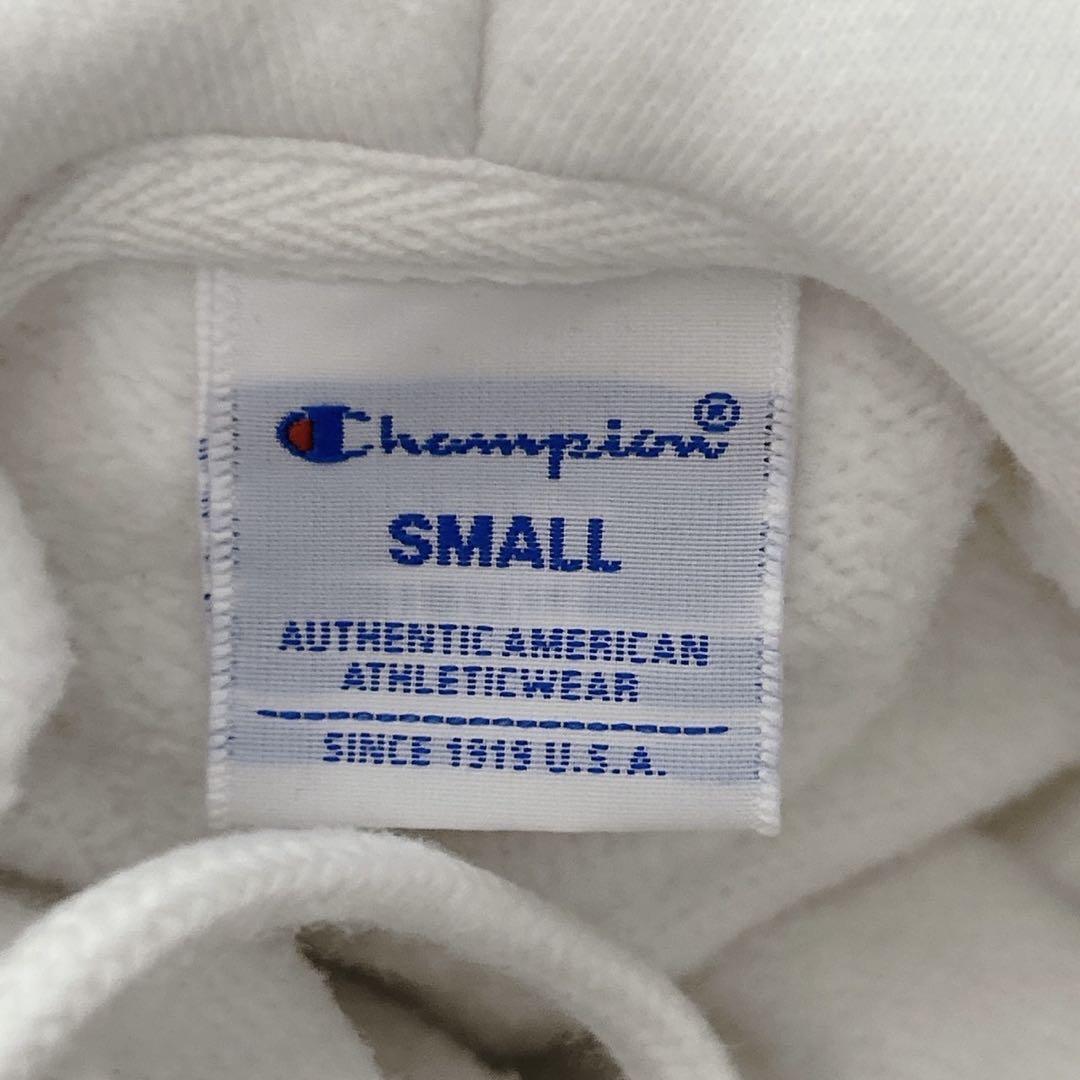 Champion®
SMALL
AUTHENTIC AMERICAN
ATHLETICWEAR
SINCE 1919 U.S.A.